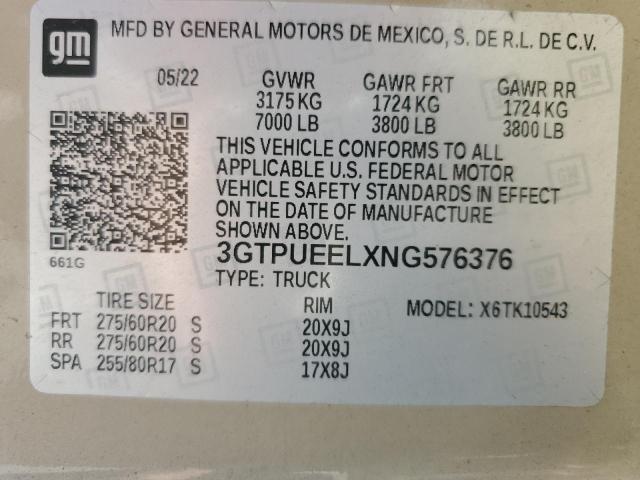 gm
MFD BY GENERAL MOTORS DE MEXICO, S. DE R.L. DE C.V.
05/22 GVWR GAWR FRT GAWR RR
3175 KG 1724 KG 1724 KG
7000 LB 3800 LB 3800 LB
THIS VEHICLE CONFORMS TO ALL
APPLICABLE U.S. FEDERAL MOTOR
VEHICLE SAFETY STANDARDS IN EFFECT
ON THE DATE OF MANUFACTURE
SHOWN ABOVE.
661G 3GTPUEELXNG576376
TYPE: TRUCK
TIRE SIZE RIM MODEL: X6TK10543
FRT 275/60R20 S 20X9J
RR 275/60R20 S 20X9J
SPA 255/80R17 S 17X8J